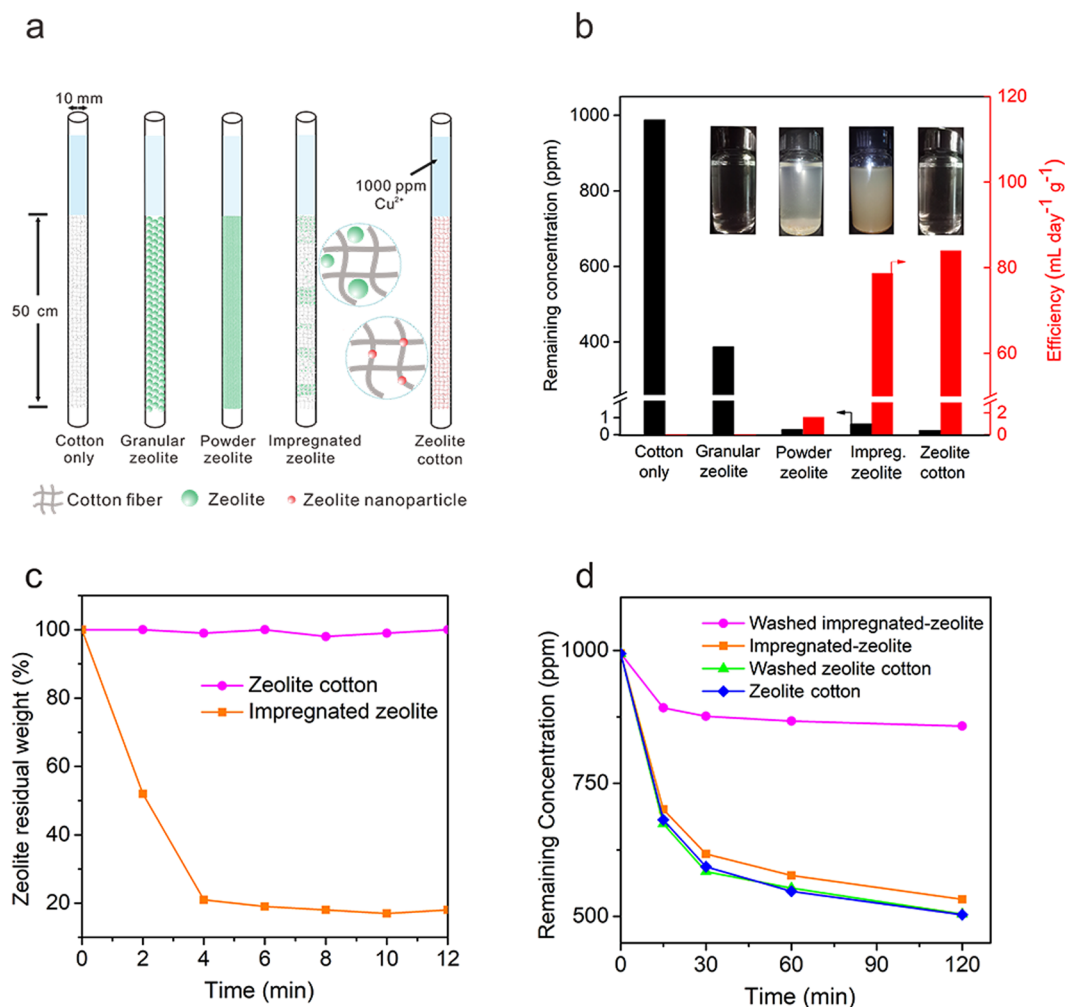 a
10 mm
1000 ppm
Cu²⁺
50 cm
Cotton only
Granular zeolite
Powder zeolite
Impregnated zeolite
Zeolite cotton
Cotton fiber
Zeolite
Zeolite nanoparticle
b
Remaining concentration (ppm)
1000
800
600
400
1
0
120
100
80
60
2
0
Efficiency (mL day⁻¹ g⁻¹)
Cotton only
Granular zeolite
Powder zeolite
Impreg. zeolite
Zeolite cotton
c
Zeolite residual weight (%)
100
80
60
40
20
Zeolite cotton
Impregnated zeolite
0 2 4 6 8 10 12
Time (min)
d
Remaining Concentration (ppm)
1000
750
500
Washed impregnated-zeolite
Impregnated-zeolite
Washed zeolite cotton
Zeolite cotton
0 30 60 90 120
Time (min)